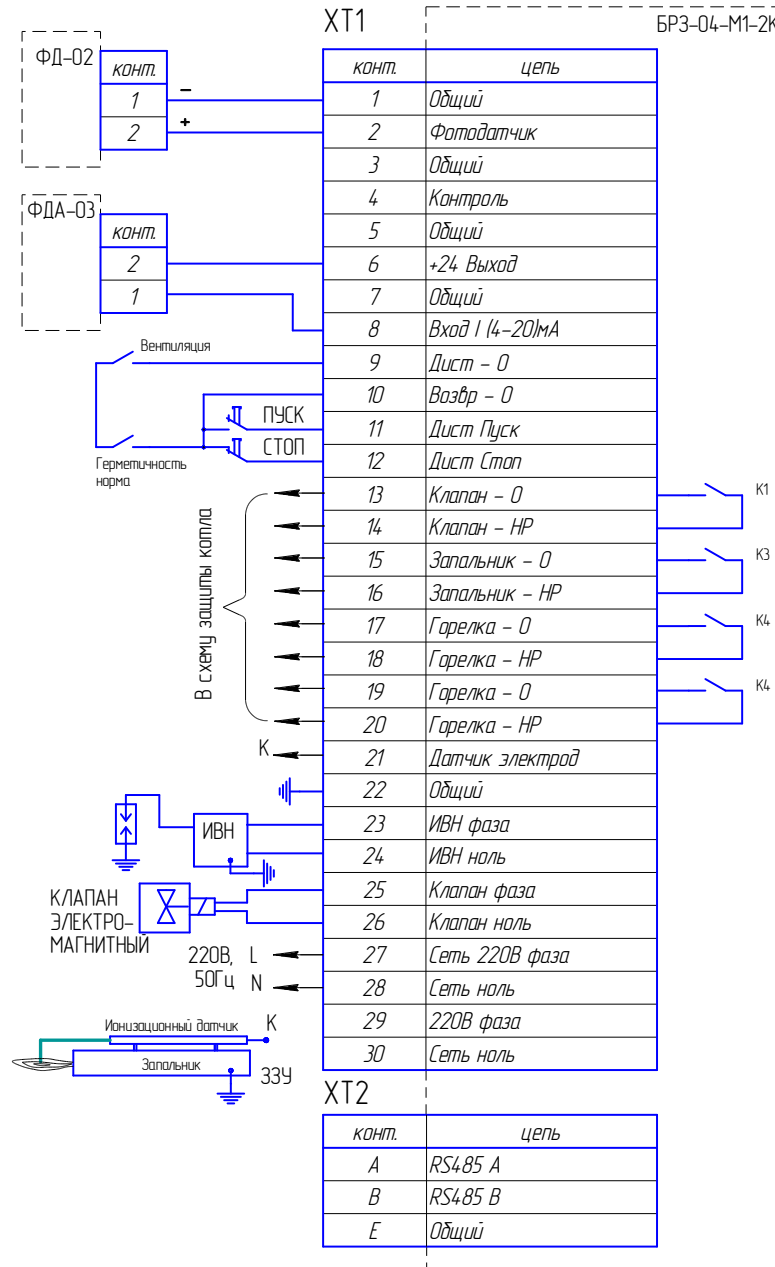 ХТ1
БРЗ-04-М1-2К
ФД-02
конт.
1
2
–
+
ФДА-03
конт.
2
1
Вентиляция
Герметичность
норма
ПУСК
СТОП
В схему защиты котла
К
ИВН
КЛАПАН
ЭЛЕКТРО-
МАГНИТНЫЙ
220В, L
50Гц N
Ионизационный датчик
К
Запальник
ЗЗУ
конт. цепь
1 Общий
2 Фотодатчик
3 Общий
4 Контроль
5 Общий
6 +24 Выход
7 Общий
8 Вход I (4-20)мА
9 Дист - О
10 Возвр - О
11 Дист Пуск
12 Дист Стоп
13 Клапан - О
14 Клапан - НР
15 Запальник - О
16 Запальник - НР
17 Горелка - О
18 Горелка - НР
19 Горелка - О
20 Горелка - НР
21 Датчик электрод
22 Общий
23 ИВН фаза
24 ИВН ноль
25 Клапан фаза
26 Клапан ноль
27 Сеть 220В фаза
28 Сеть ноль
29 220В фаза
30 Сеть ноль
К1
К3
К4
К4
ХТ2
конт. цепь
A RS485 A
B RS485 B
E Общий